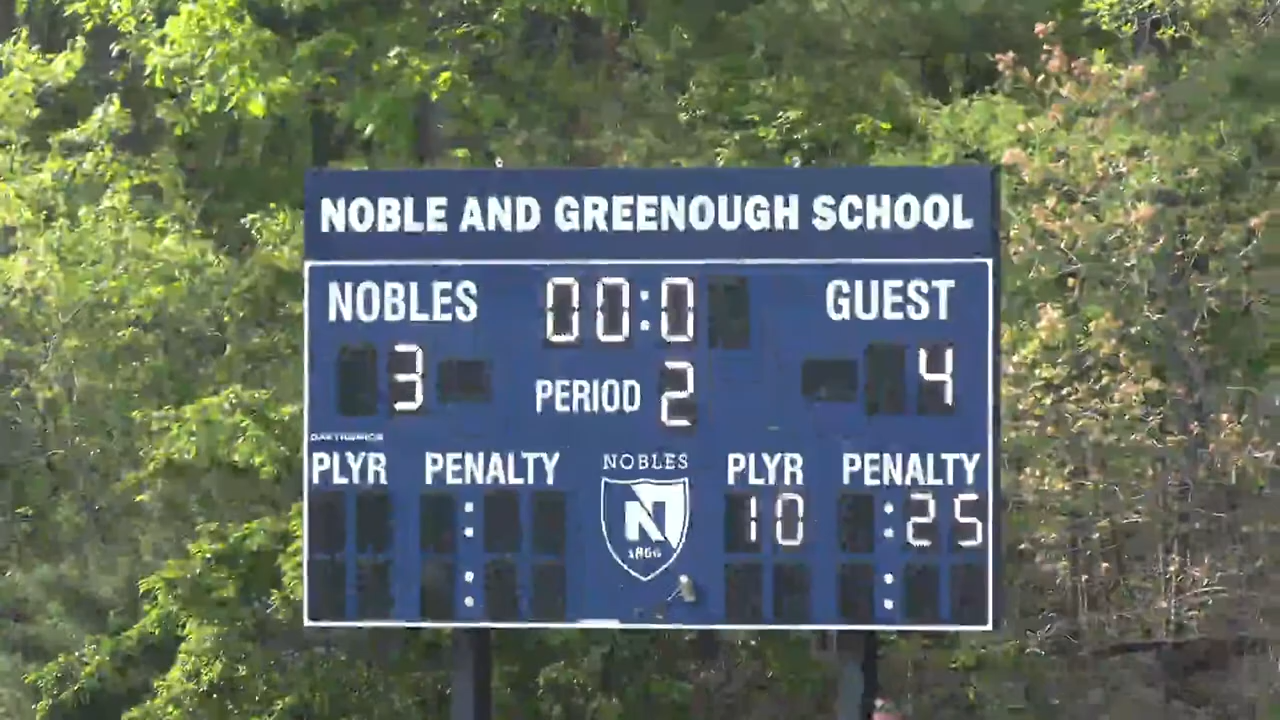 NOBLE AND GREENOUGH SCHOOL
NOBLES 00:0 GUEST
3 PERIOD 2 4
PLYR PENALTY NOBLES PLYR PENALTY
: N 10 :25
1866
: :